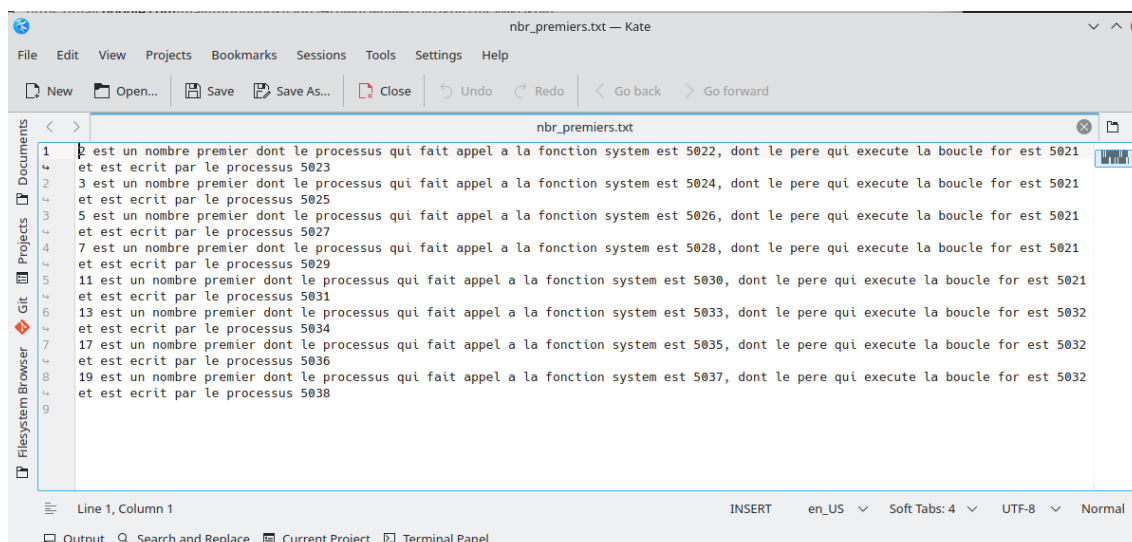 nbr_premiers.txt — Kate
File Edit View Projects Bookmarks Sessions Tools Settings Help
New Open... Save Save As... Close Undo Redo Go back Go forward
nbr_premiers.txt
1 2 est un nombre premier dont le processus qui fait appel a la fonction system est 5022, dont le pere qui execute la boucle for est 5021
et est ecrit par le processus 5023
2 3 est un nombre premier dont le processus qui fait appel a la fonction system est 5024, dont le pere qui execute la boucle for est 5021
et est ecrit par le processus 5025
3 5 est un nombre premier dont le processus qui fait appel a la fonction system est 5026, dont le pere qui execute la boucle for est 5021
et est ecrit par le processus 5027
4 7 est un nombre premier dont le processus qui fait appel a la fonction system est 5028, dont le pere qui execute la boucle for est 5021
et est ecrit par le processus 5029
5 11 est un nombre premier dont le processus qui fait appel a la fonction system est 5030, dont le pere qui execute la boucle for est 5021
et est ecrit par le processus 5031
6 13 est un nombre premier dont le processus qui fait appel a la fonction system est 5033, dont le pere qui execute la boucle for est 5032
et est ecrit par le processus 5034
7 17 est un nombre premier dont le processus qui fait appel a la fonction system est 5035, dont le pere qui execute la boucle for est 5032
et est ecrit par le processus 5036
8 19 est un nombre premier dont le processus qui fait appel a la fonction system est 5037, dont le pere qui execute la boucle for est 5032
et est ecrit par le processus 5038
9
Documents
Projects
Git
Filesystem Browser
Line 1, Column 1 INSERT en_US Soft Tabs: 4 UTF-8 Normal
Output Search and Replace Current Project Terminal Panel